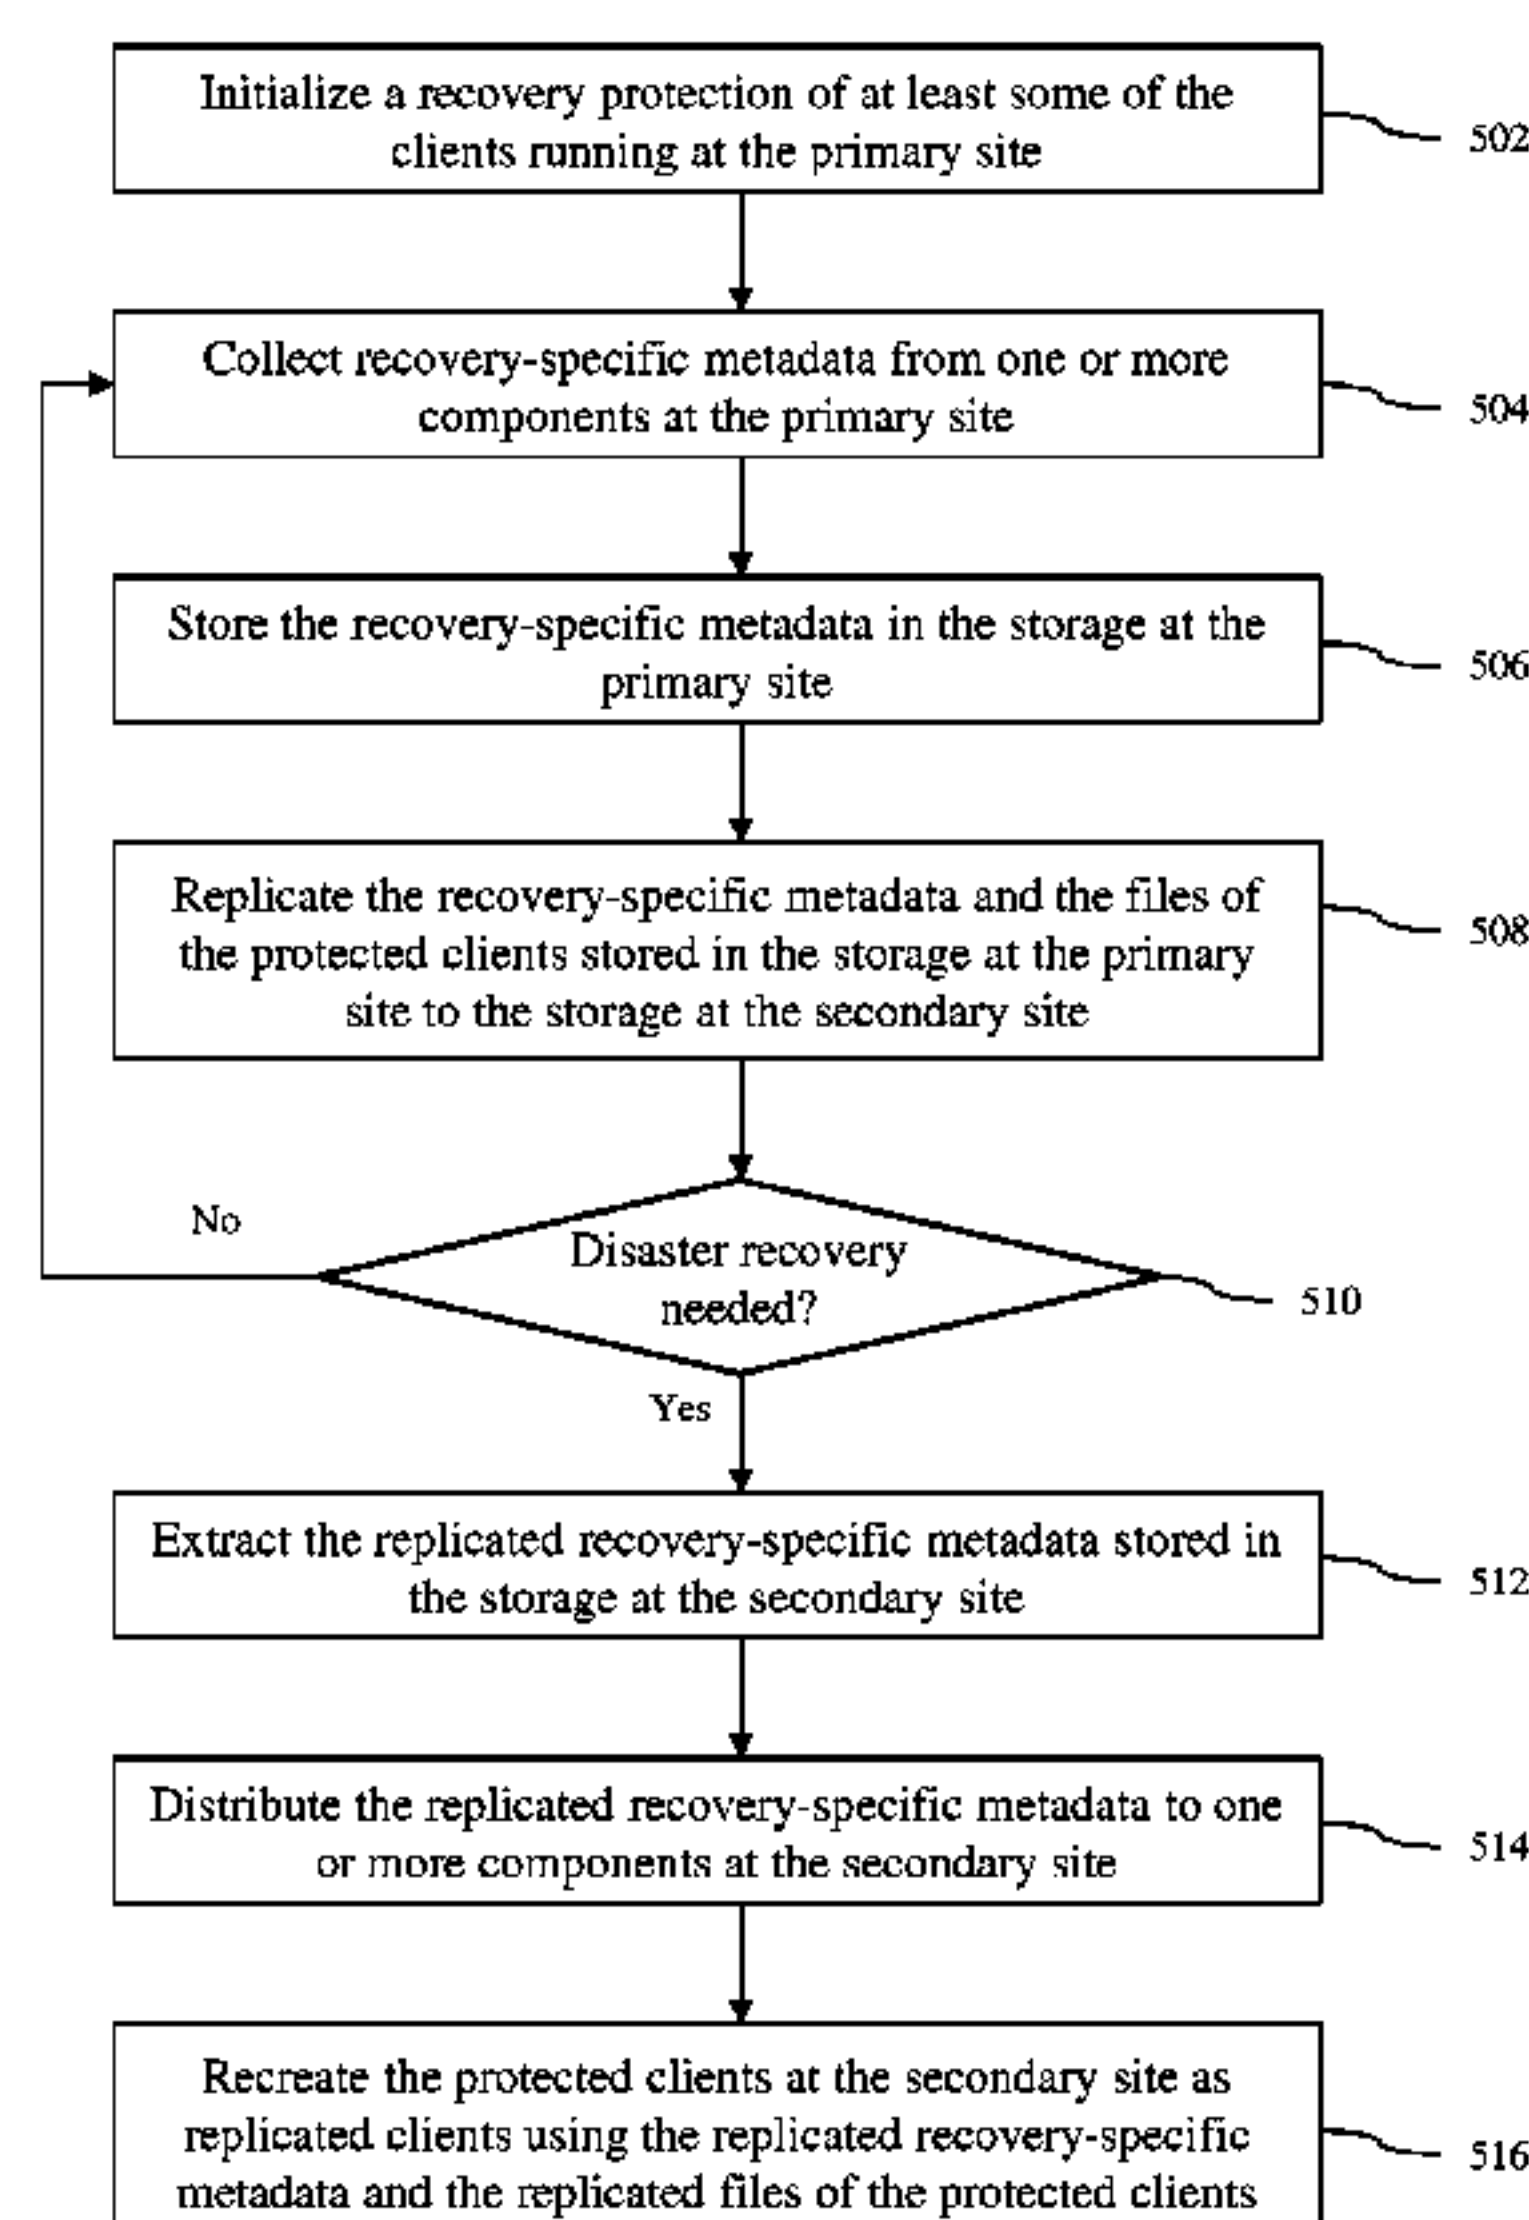 Initialize a recovery protection of at least some of the
clients running at the primary site
502
Collect recovery-specific metadata from one or more
components at the primary site
504
Store the recovery-specific metadata in the storage at the
primary site
506
Replicate the recovery-specific metadata and the files of
the protected clients stored in the storage at the primary
site to the storage at the secondary site
508
No
Disaster recovery
needed?
510
Yes
Extract the replicated recovery-specific metadata stored in
the storage at the secondary site
512
Distribute the replicated recovery-specific metadata to one
or more components at the secondary site
514
Recreate the protected clients at the secondary site as
replicated clients using the replicated recovery-specific
metadata and the replicated files of the protected clients
516